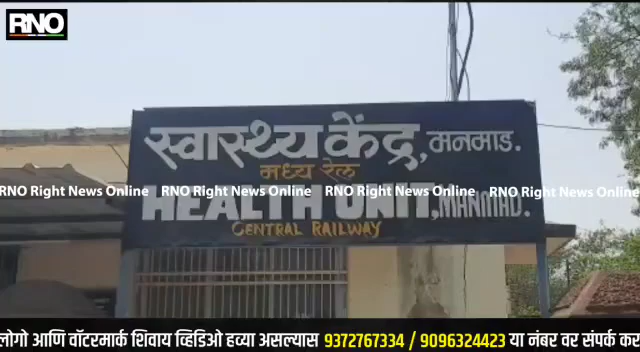 RNO
स्वास्थ्य केंद्र, मनमाड.
मध्य रेल
RNO Right News Online RNO Right News Online RNO Right News Online RNO Right News Online
HEALTH UNIT, MANMAD.
CENTRAL RAILWAY
लोगो आणि वॉटरमार्क शिवाय व्हिडिओ हव्या असल्यास 9372767334 / 9096324423 या नंबर वर संपर्क कर